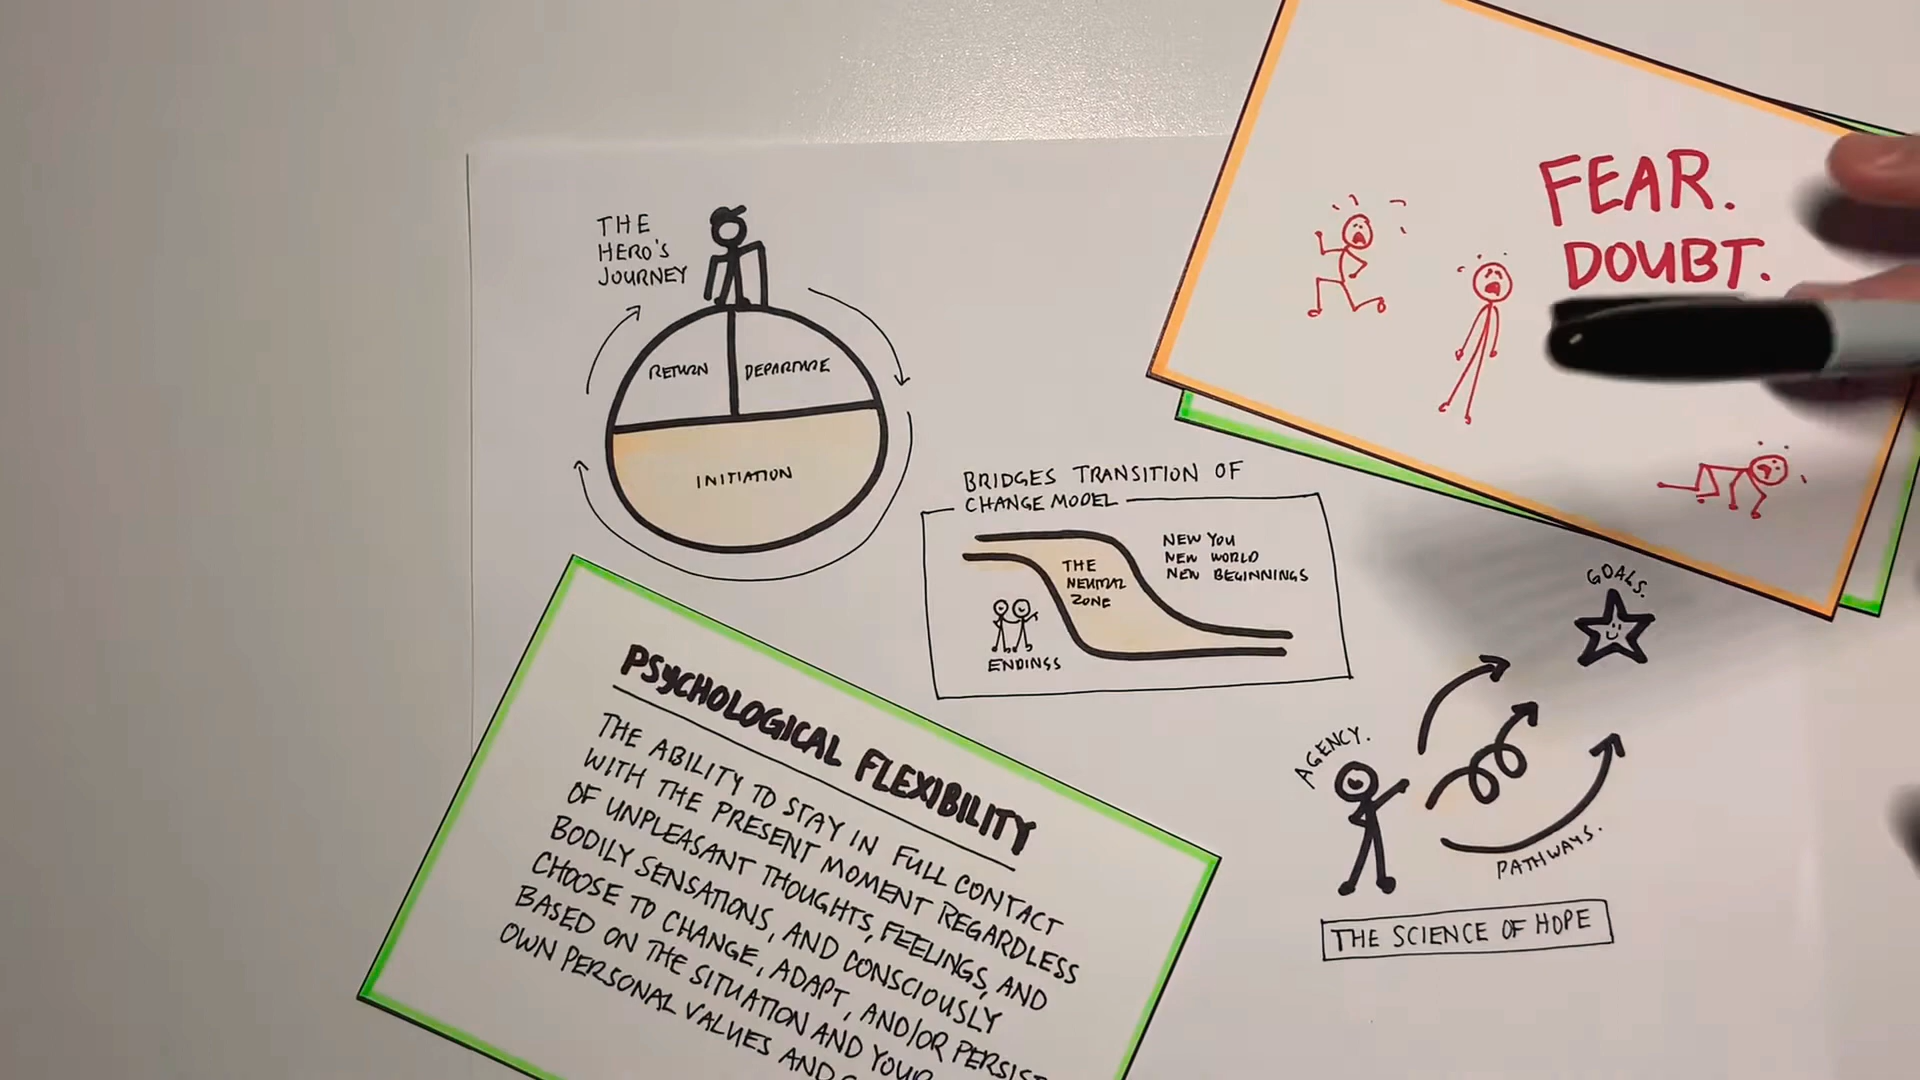 THE
HERO'S
JOURNEY
RETURN
DEPARTURE
INITIATION
FEAR.
DOUBT.
BRIDGES TRANSITION OF
CHANGE MODEL
THE
NEUTRAL
ZONE
NEW YOU
NEW WORLD
NEW BEGINNINGS
ENDINGS
PSYCHOLOGICAL FLEXIBILITY
THE ABILITY TO STAY IN FULL CONTACT
WITH THE PRESENT MOMENT REGARDLESS
OF UNPLEASANT THOUGHTS, FEELINGS, AND
BODILY SENSATIONS, AND CONSCIOUSLY
CHOOSE TO CHANGE, ADAPT, AND/OR PERSIST
BASED ON THE SITUATION AND YOUR
OWN PERSONAL VALUES AND
GOALS.
AGENCY.
PATHWAYS.
THE SCIENCE OF HOPE